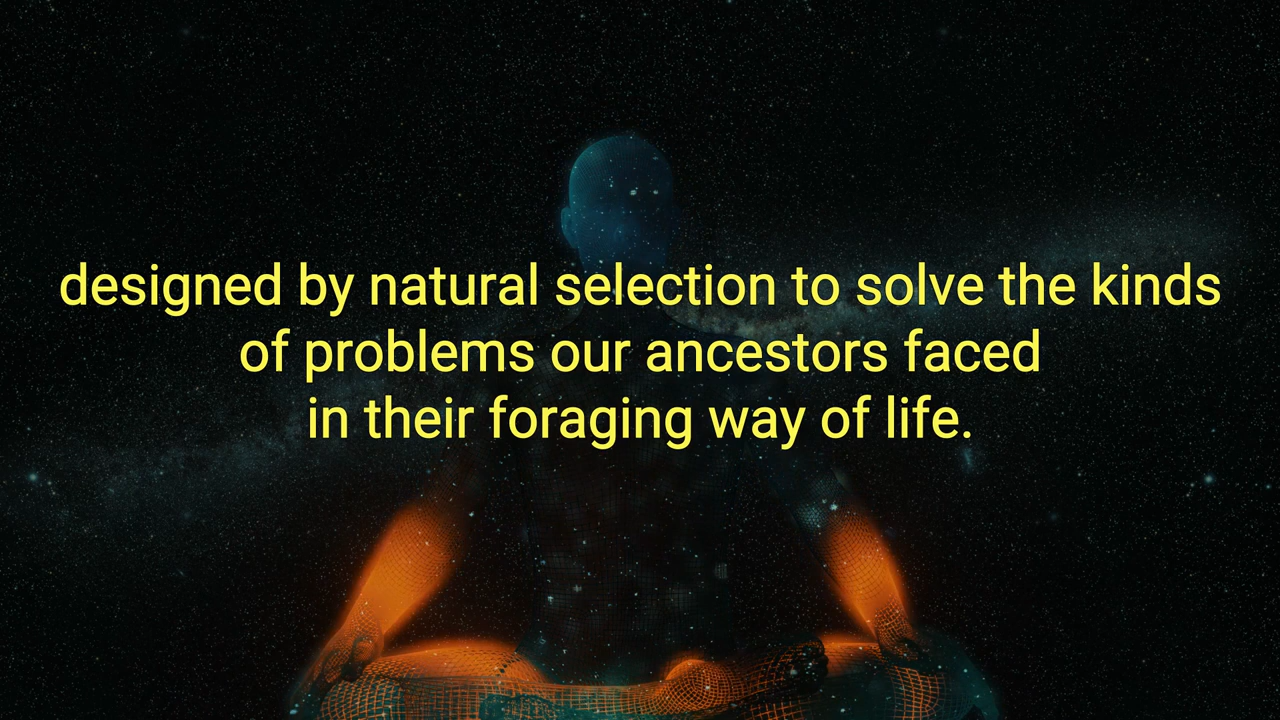 designed by natural selection to solve the kinds
of problems our ancestors faced
in their foraging way of life.